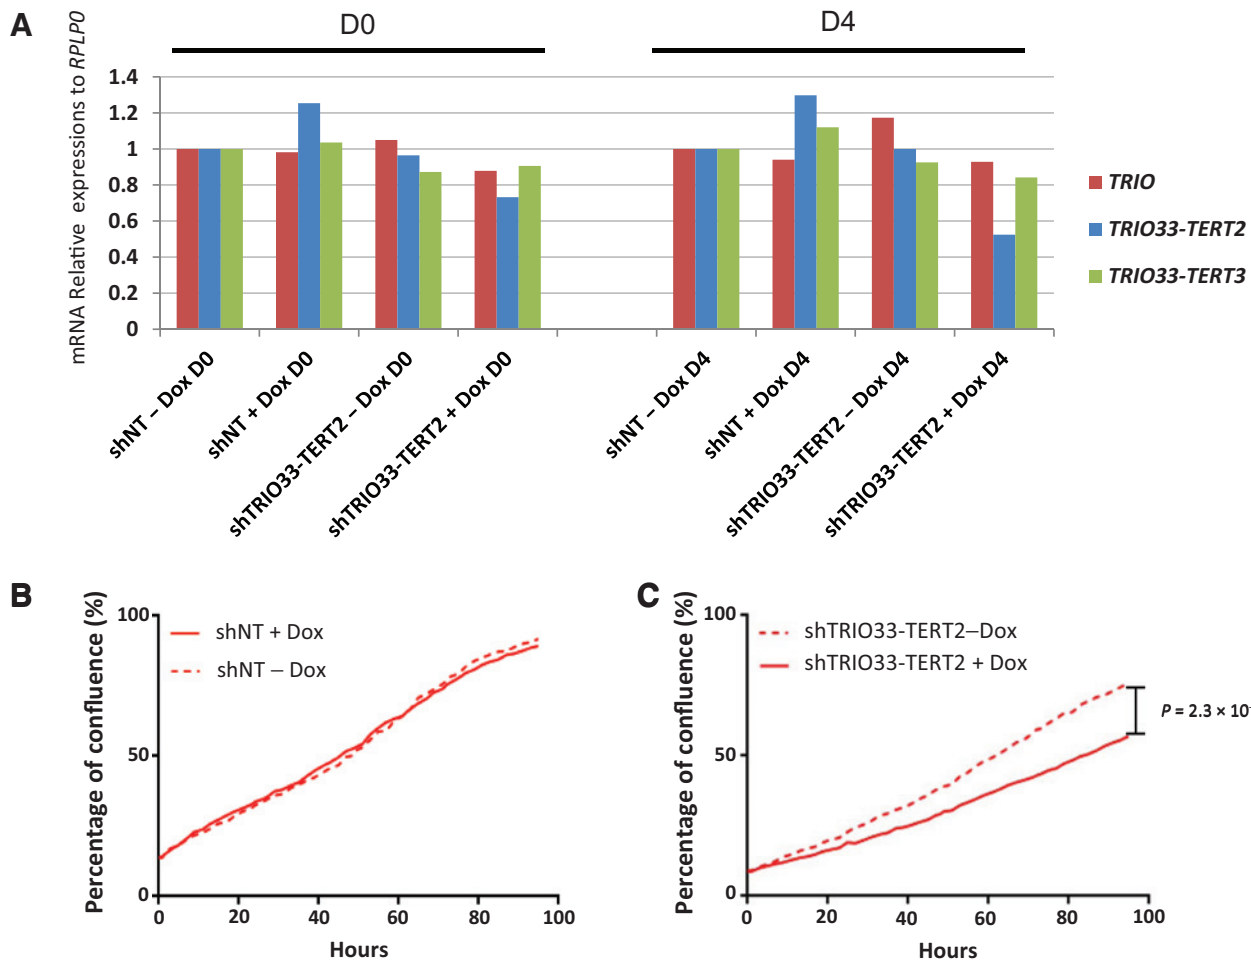 A
D0
D4
mRNA Relative expressions to RPLP0
1.4
1.2
1
0.8
0.6
0.4
0.2
0
shNT – Dox D0
shNT + Dox D0
shTRIO33-TERT2 – Dox D0
shTRIO33-TERT2 + Dox D0
shNT – Dox D4
shNT + Dox D4
shTRIO33-TERT2 – Dox D4
shTRIO33-TERT2 + Dox D4
TRIO
TRIO33-TERT2
TRIO33-TERT3
B
Percentage of confluence (%)
100
50
0
shNT + Dox
shNT – Dox
0 20 40 60 80 100
Hours
C
Percentage of confluence (%)
100
50
0
shTRIO33-TERT2–Dox
shTRIO33-TERT2 + Dox
P = 2.3 × 10
0 20 40 60 80 100
Hours